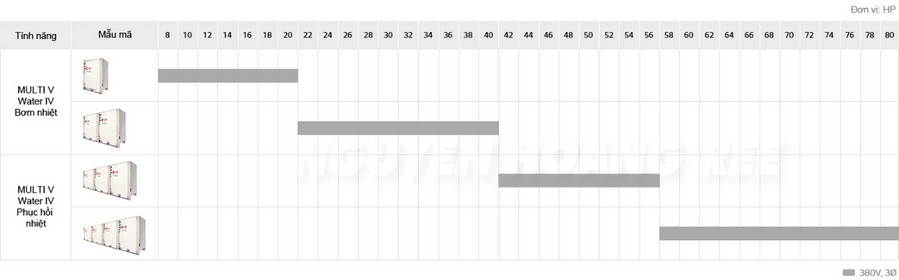 Đơn vị: HP
Tính năng Mẫu mã 8 10 12 14 16 18 20 22 24 26 28 30 32 34 36 38 40 42 44 46 48 50 52 54 56 58 60 62 64 66 68 70 72 74 76 78 80
MULTI V
Water IV
Bơm nhiệt
NGUYEN HOANG REE
MULTI V
Water IV
Phục hồi
nhiệt
380V, 3Ø